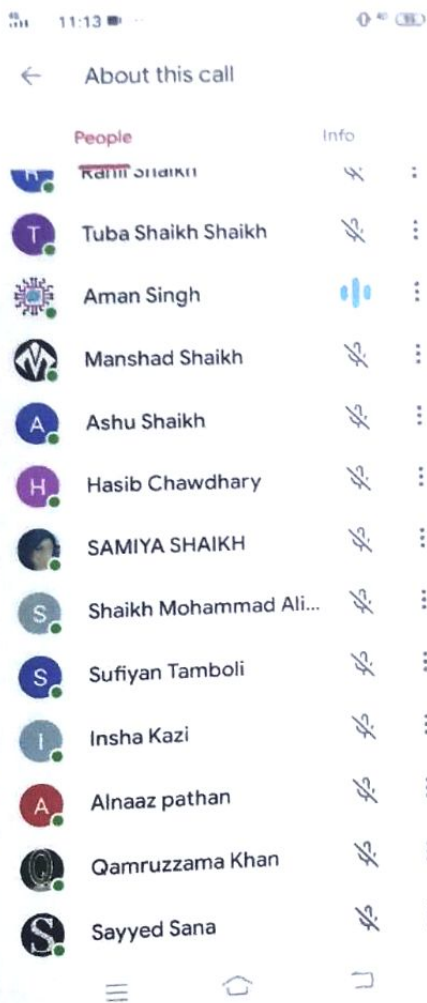 11:13
About this call
People Info
Shaikh
T Tuba Shaikh Shaikh
Aman Singh
Manshad Shaikh
A Ashu Shaikh
H Hasib Chawdhary
SAMIYA SHAIKH
S Shaikh Mohammad Ali...
S Sufiyan Tamboli
I Insha Kazi
A Alnaaz pathan
Q Qamruzzama Khan
S Sayyed Sana